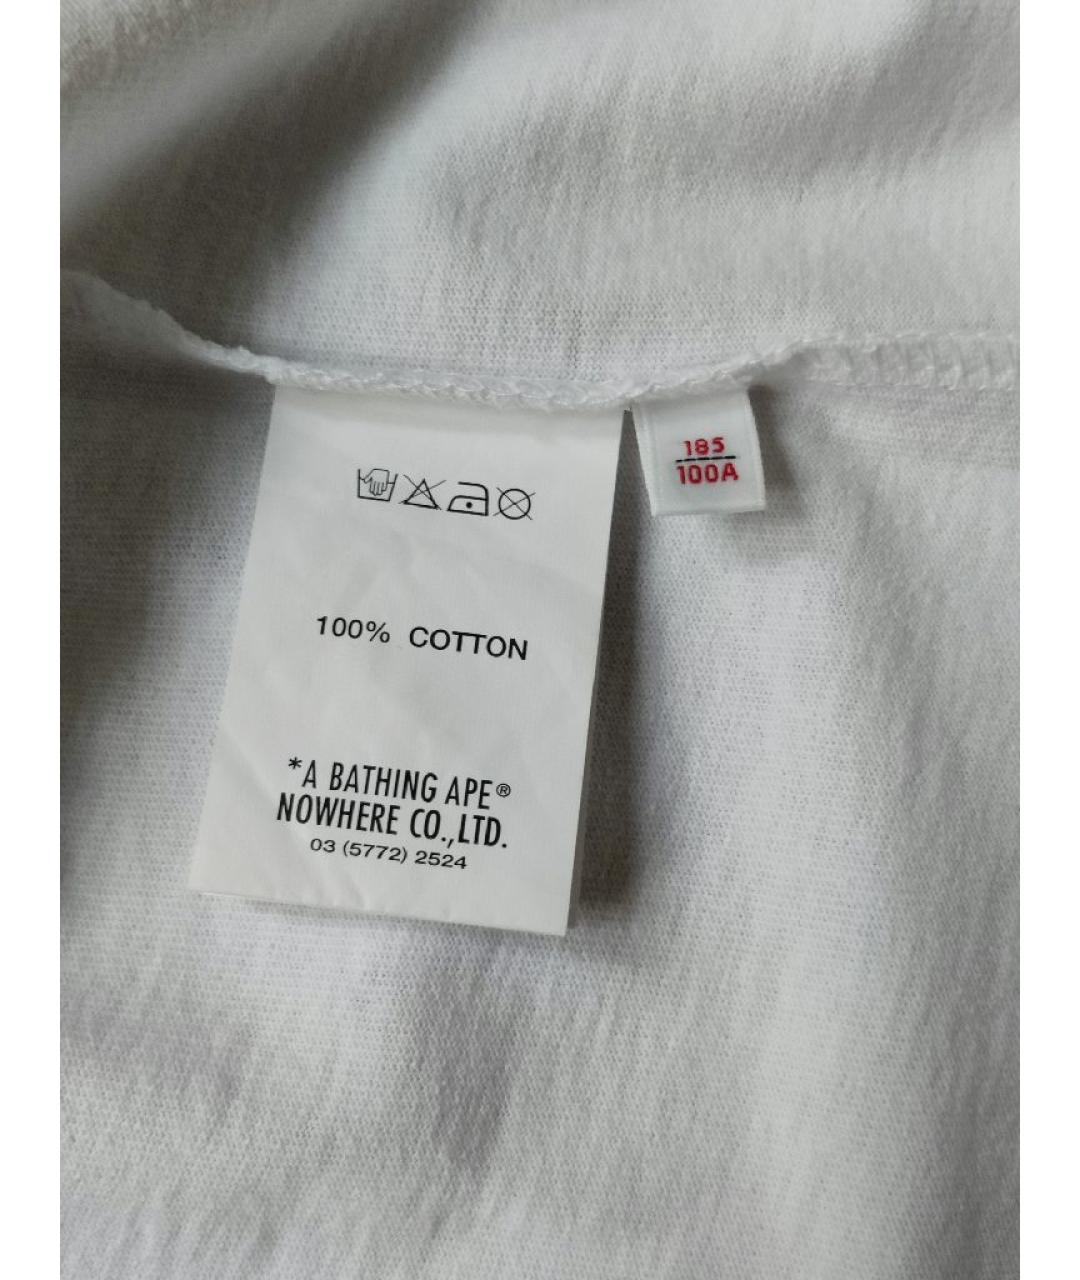 185
100A
100% COTTON
*A BATHING APE®
NOWHERE CO.,LTD.
03 (5772) 2524